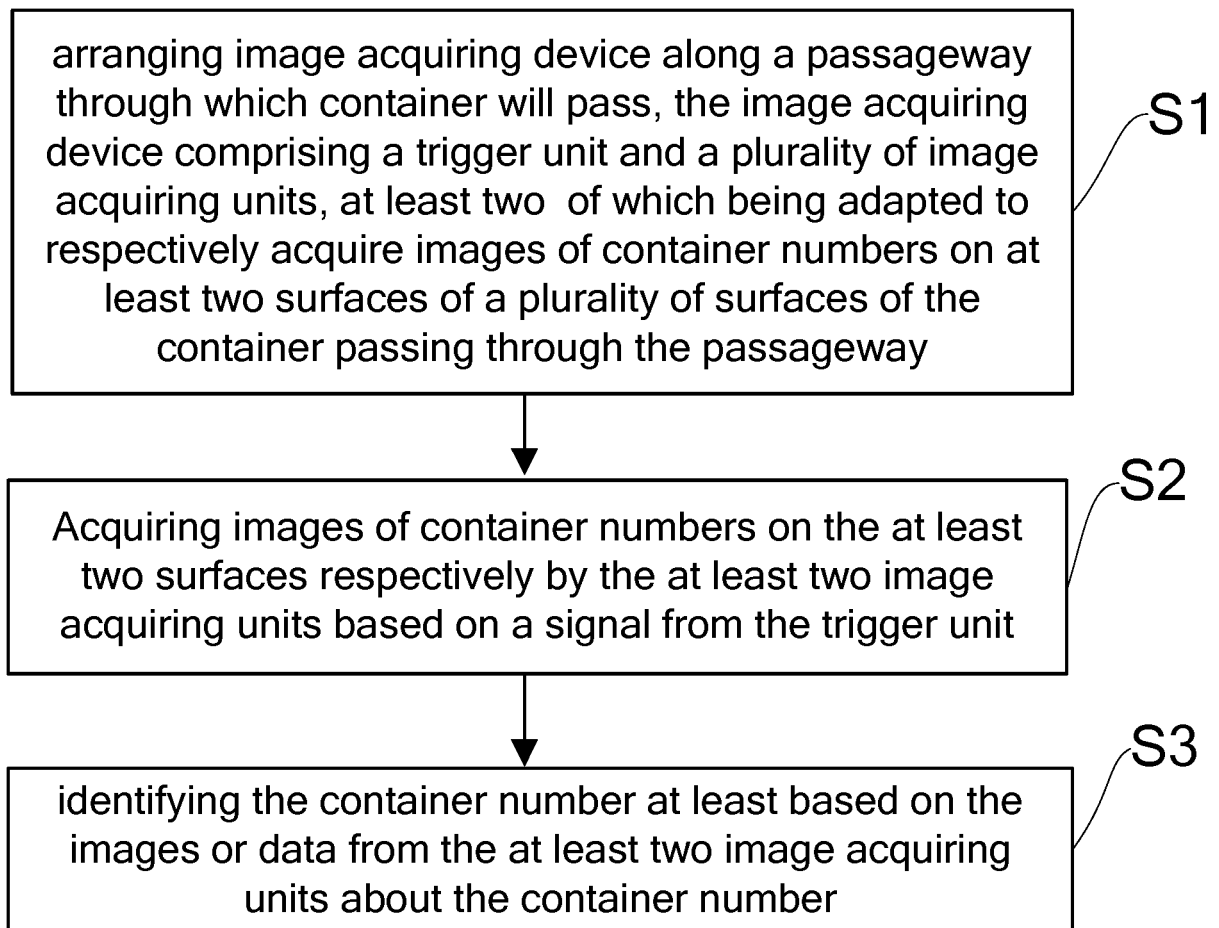 arranging image acquiring device along a passageway
through which container will pass, the image acquiring
device comprising a trigger unit and a plurality of image
acquiring units, at least two of which being adapted to
respectively acquire images of container numbers on at
least two surfaces of a plurality of surfaces of the
container passing through the passageway
S1
Acquiring images of container numbers on the at least
two surfaces respectively by the at least two image
acquiring units based on a signal from the trigger unit
S2
identifying the container number at least based on the
images or data from the at least two image acquiring
units about the container number
S3